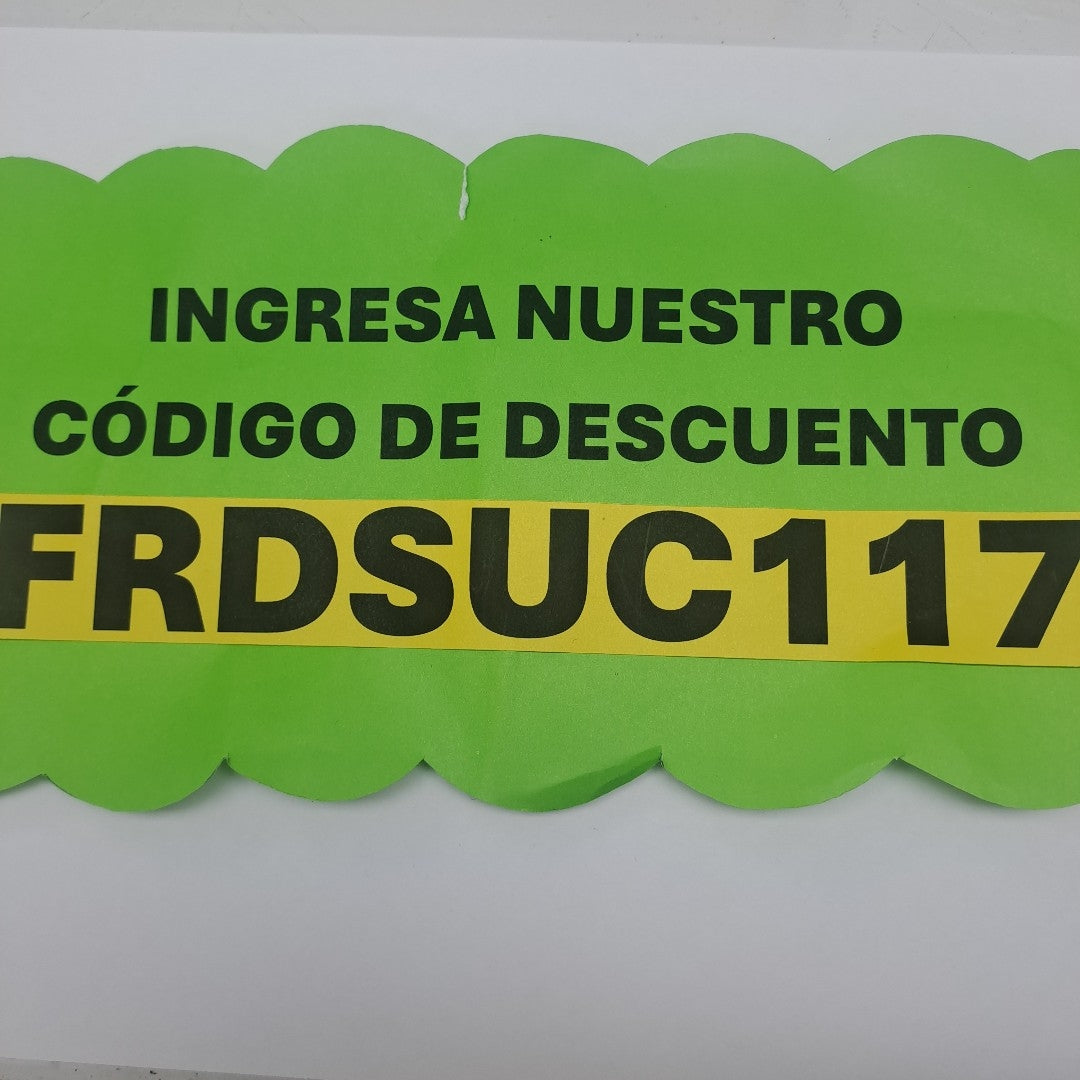 INGRESA NUESTRO
CÓDIGO DE DESCUENTO
FRDSUC117